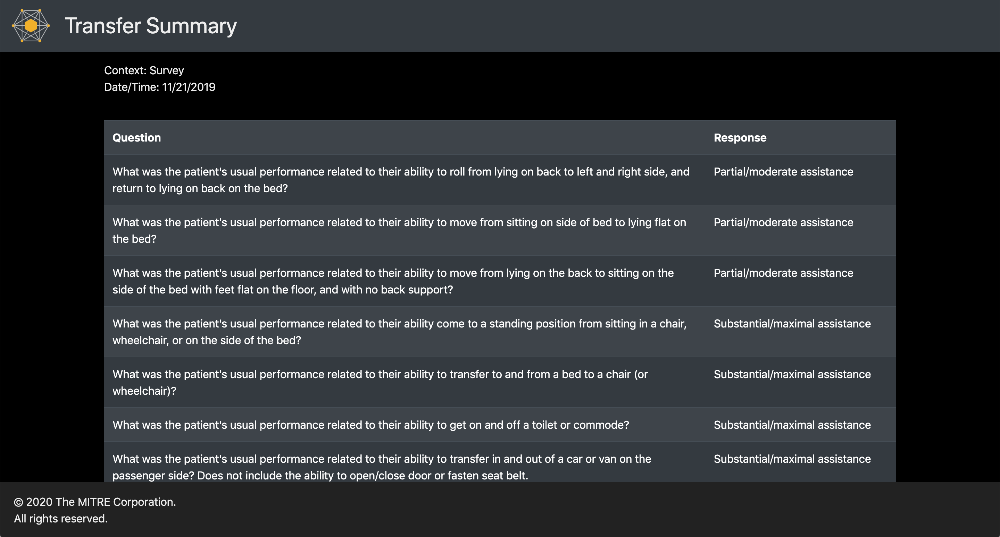 Transfer Summary
Context: Survey
Date/Time: 11/21/2019
Question Response
What was the patient's usual performance related to their ability to roll from lying on back to left and right side, and Partial/moderate assistance
return to lying on back on the bed?
What was the patient's usual performance related to their ability to move from sitting on side of bed to lying flat on Partial/moderate assistance
the bed?
What was the patient's usual performance related to their ability to move from lying on the back to sitting on the Partial/moderate assistance
side of the bed with feet flat on the floor, and with no back support?
What was the patient's usual performance related to their ability come to a standing position from sitting in a chair, Substantial/maximal assistance
wheelchair, or on the side of the bed?
What was the patient's usual performance related to their ability to transfer to and from a bed to a chair (or Substantial/maximal assistance
wheelchair)?
What was the patient's usual performance related to their ability to get on and off a toilet or commode? Substantial/maximal assistance
What was the patient's usual performance related to their ability to transfer in and out of a car or van on the Substantial/maximal assistance
passenger side? Does not include the ability to open/close door or fasten seat belt.
© 2020 The MITRE Corporation.
All rights reserved.